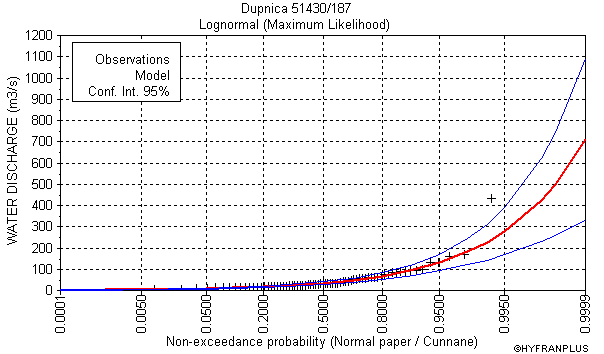 Dupnica 51430/187
Lognormal (Maximum Likelihood)
1200
1100
1000
900
800
700
600
500
400
300
200
100
0
WATER DISCHARGE (m3/s)
Observations
Model
Conf. Int. 95%
0.0001
0.0050
0.0500
0.2000
0.5000
0.8000
0.9500
0.9950
0.9999
Non-exceedance probability (Normal paper / Cunnane)
©HYFRANPLUS